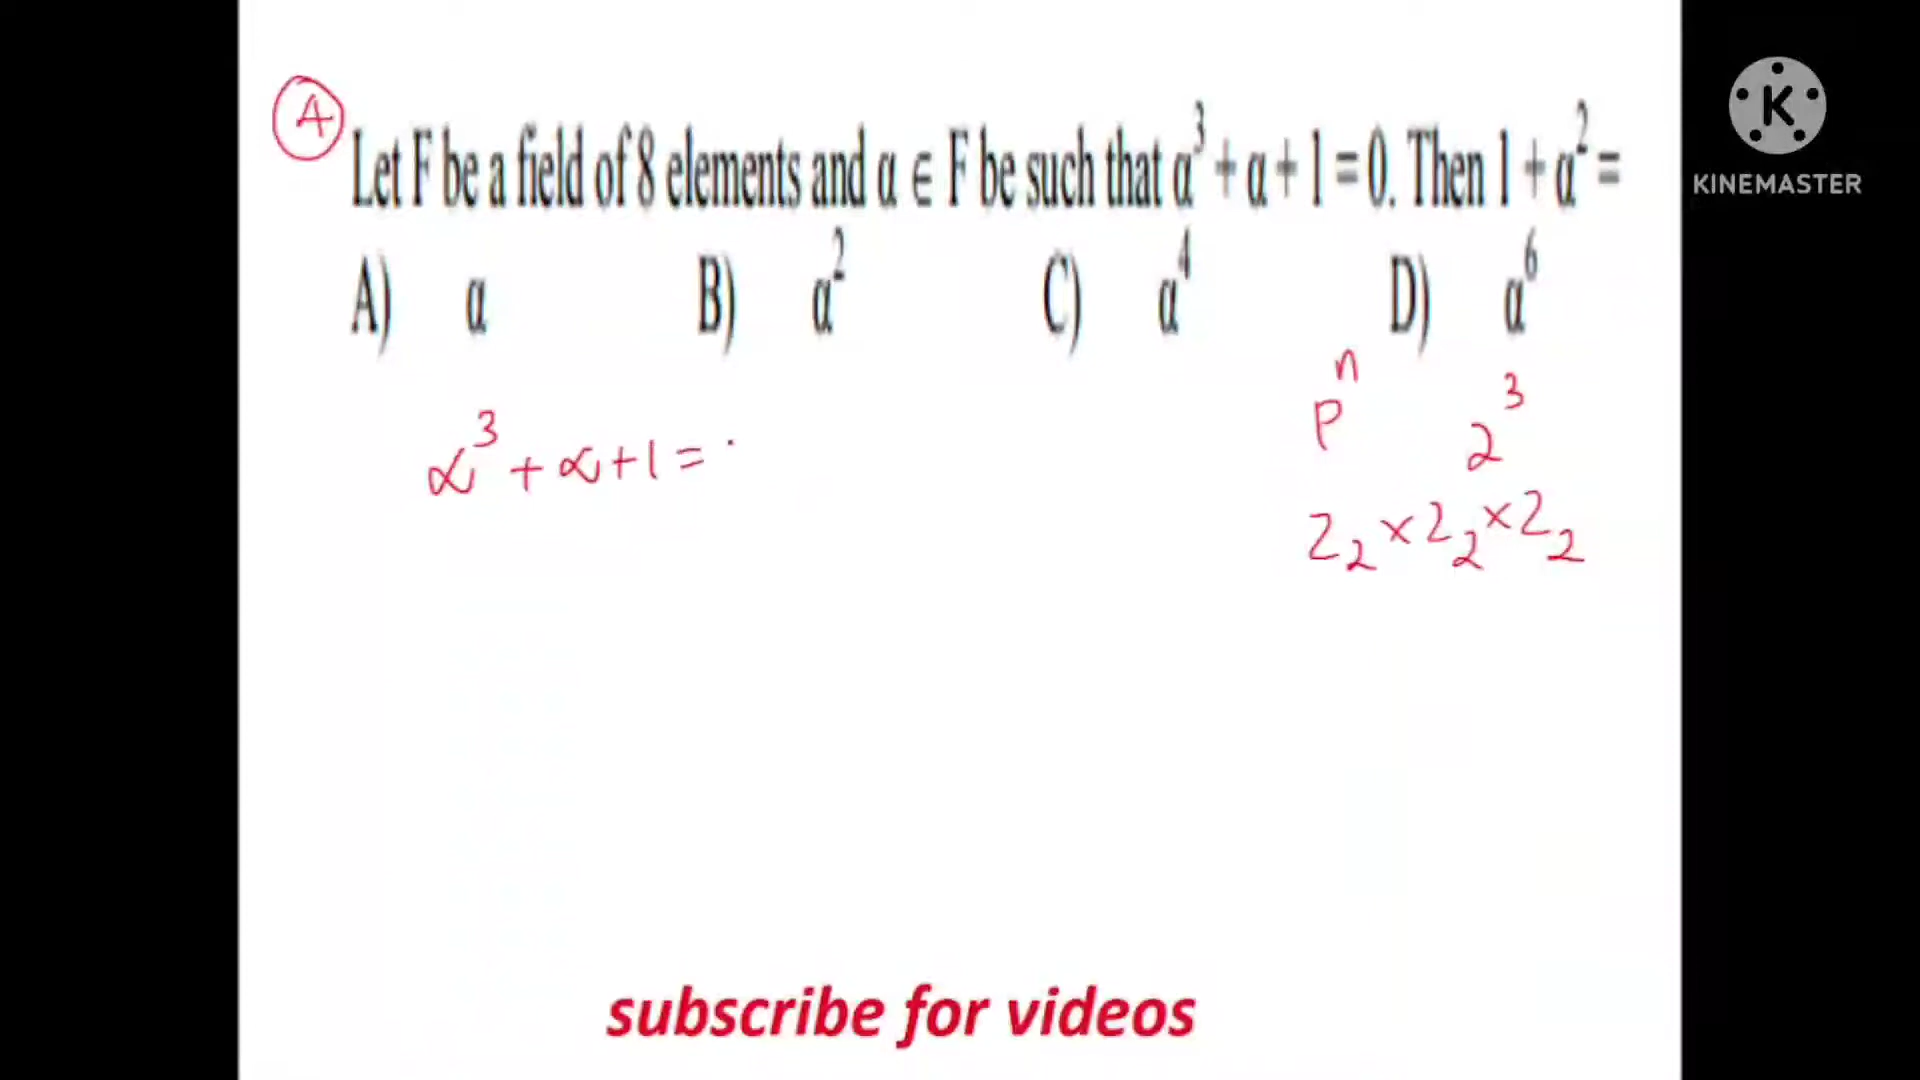 4
Let F be a field of 8 elements and α ∈ F be such that α³ + α + 1 = 0. Then 1 + α² =
A) α B) α² C) α⁴ D) α⁶
pⁿ 2³
α³ + α + 1 =
Z₂ × Z₂ × Z₂
K
KINEMASTER
subscribe for videos